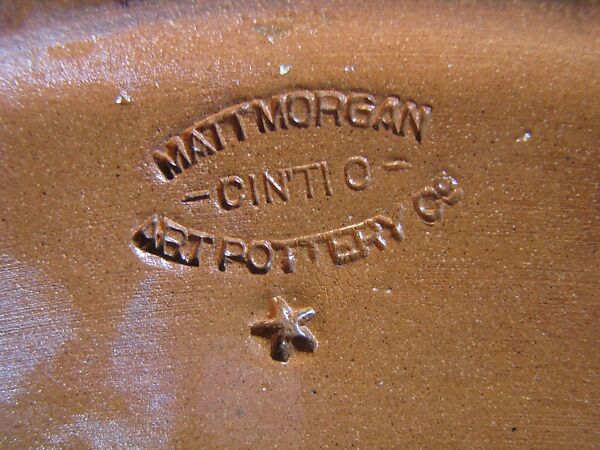 MATT MORGAN
-CIN'TI O-
ART POTTERY Co